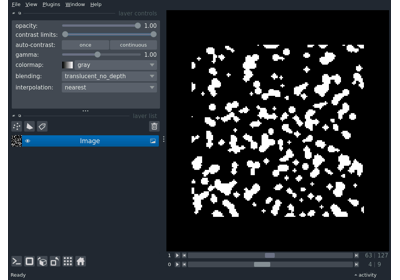 File View Plugins Window Help
layer controls
opacity: 1.00
contrast limits:
auto-contrast: once continuous
gamma: 1.00
colormap: gray
blending: translucent_no_depth
interpolation: nearest
layer list
Image
1 63 127
0 4 9
Ready activity